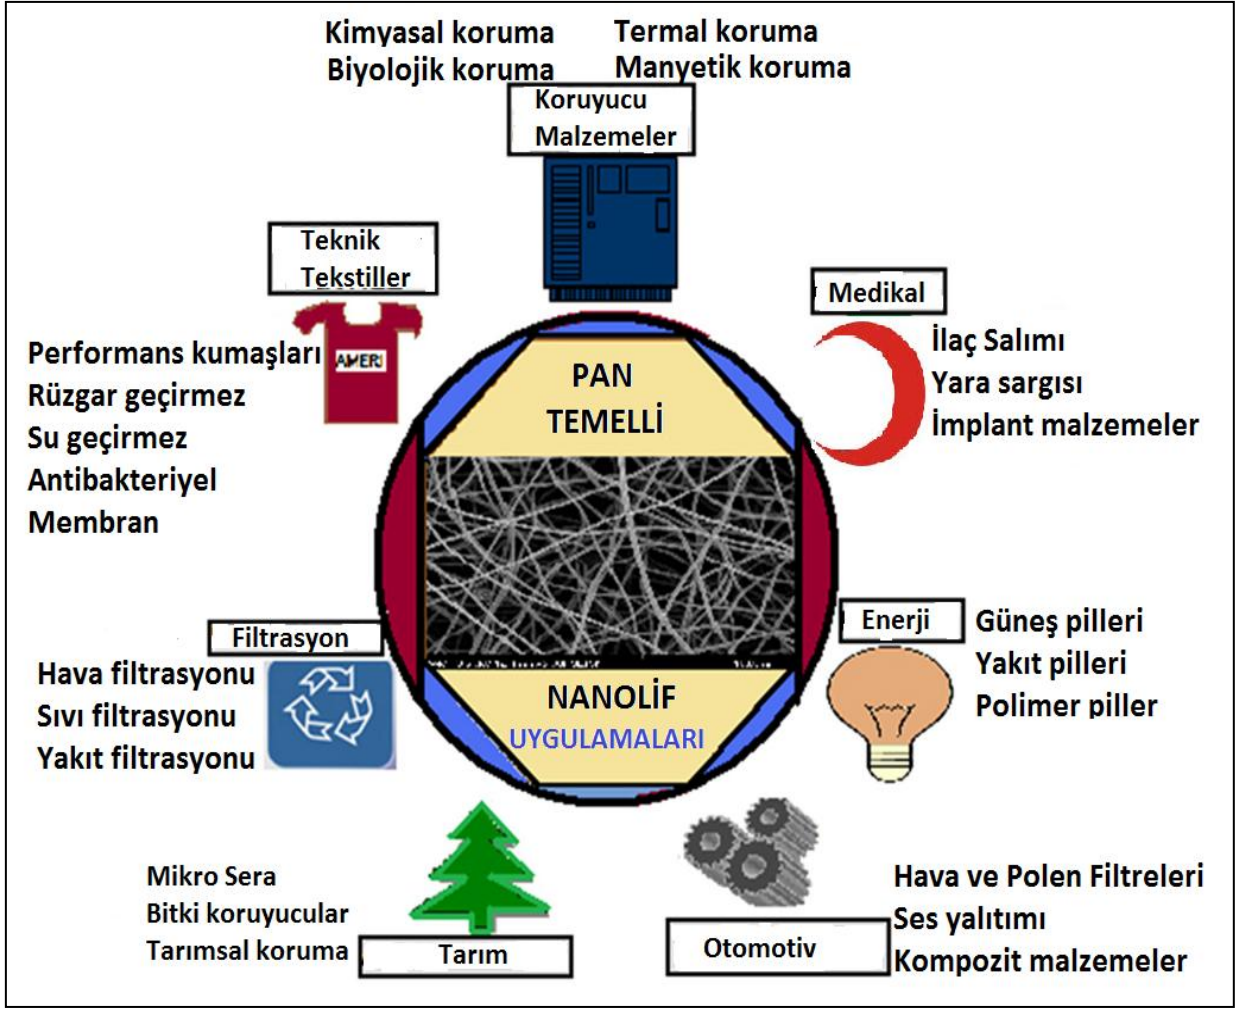 Kimyasal koruma
Biyolojik koruma
Termal koruma
Manyetik koruma
Koruyucu
Malzemeler
Teknik
Tekstiller
AMERI
Performans kumaşları
Rüzgar geçirmez
Su geçirmez
Antibakteriyel
Membran
Medikal
İlaç Salımı
Yara sargısı
İmplant malzemeler
PAN
TEMELLİ
NANOLİF
UYGULAMALARI
Filtrasyon
Hava filtrasyonu
Sıvı filtrasyonu
Yakıt filtrasyonu
Enerji
Güneş pilleri
Yakıt pilleri
Polimer piller
Mikro Sera
Bitki koruyucular
Tarımsal koruma
Tarım
Otomotiv
Hava ve Polen Filtreleri
Ses yalıtımı
Kompozit malzemeler